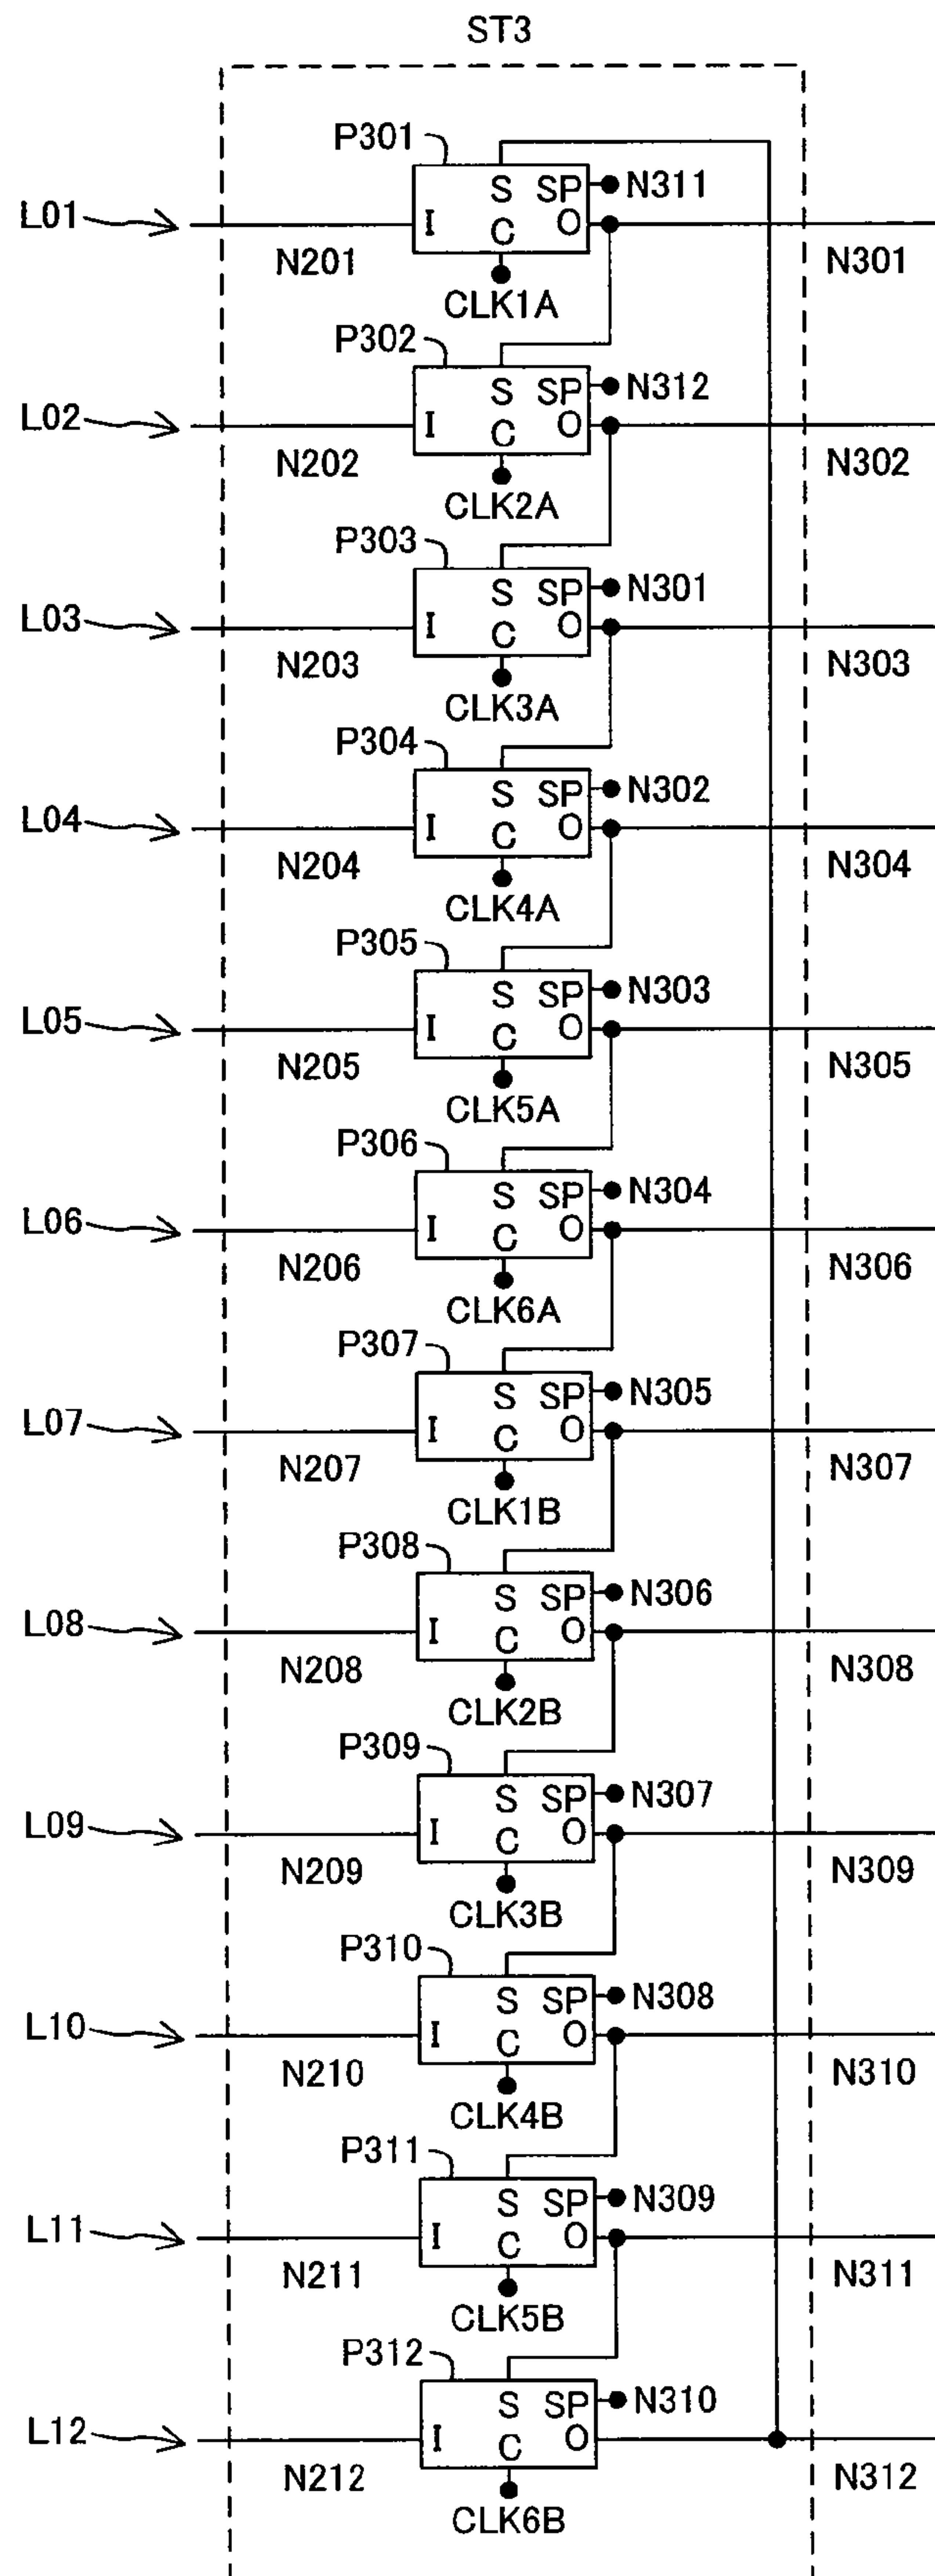 ST3
P301
S SP N311
L01 I C O
N201 N301
CLK1A
P302
S SP N312
L02 I C O
N202 N302
CLK2A
P303
S SP N301
L03 I C O
N203 N303
CLK3A
P304
S SP N302
L04 I C O
N204 N304
CLK4A
P305
S SP N303
L05 I C O
N205 N305
CLK5A
P306
S SP N304
L06 I C O
N206 N306
CLK6A
P307
S SP N305
L07 I C O
N207 N307
CLK1B
P308
S SP N306
L08 I C O
N208 N308
CLK2B
P309
S SP N307
L09 I C O
N209 N309
CLK3B
P310
S SP N308
L10 I C O
N210 N310
CLK4B
P311
S SP N309
L11 I C O
N211 N311
CLK5B
P312
S SP N310
L12 I C O
N212 N312
CLK6B